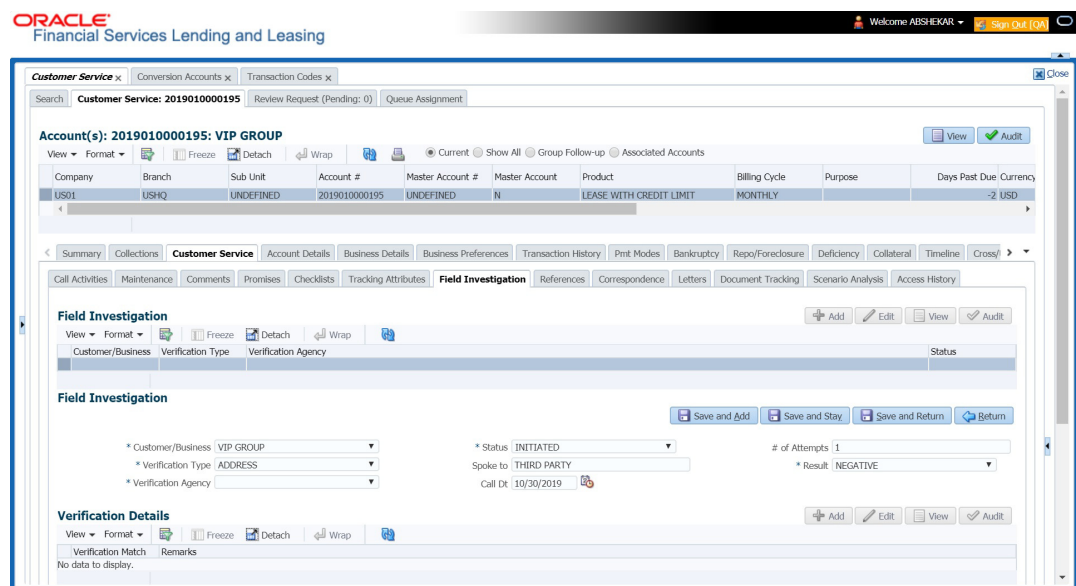 ORACLE®
Financial Services Lending and Leasing
Welcome ABSHEKAR
Sign Out [QA]
Customer Service x Conversion Accounts x Transaction Codes x
Close
Search Customer Service: 2019010000195 Review Request (Pending: 0) Queue Assignment
Account(s): 2019010000195: VIP GROUP
View Audit
View Format Freeze Detach Wrap Current Show All Group Follow-up Associated Accounts
Company Branch Sub Unit Account # Master Account # Master Account Product Billing Cycle Purpose Days Past Due Currency
US01 USHQ UNDEFINED 2019010000195 UNDEFINED N LEASE WITH CREDIT LIMIT MONTHLY -2 USD
Summary Collections Customer Service Account Details Business Details Business Preferences Transaction History Pmt Modes Bankruptcy Repo/Foreclosure Deficiency Collateral Timeline Cross/
Call Activities Maintenance Comments Promises Checklists Tracking Attributes Field Investigation References Correspondence Letters Document Tracking Scenario Analysis Access History
Field Investigation
Add Edit View Audit
View Format Freeze Detach Wrap
Customer/Business Verification Type Verification Agency Status
Field Investigation
Save and Add Save and Stay Save and Return Return
* Customer/Business VIP GROUP * Status INITIATED # of Attempts 1
* Verification Type ADDRESS Spoke to THIRD PARTY * Result NEGATIVE
* Verification Agency Call Dt 10/30/2019
Verification Details
Add Edit View Audit
View Format Freeze Detach Wrap
Verification Match Remarks
No data to display.